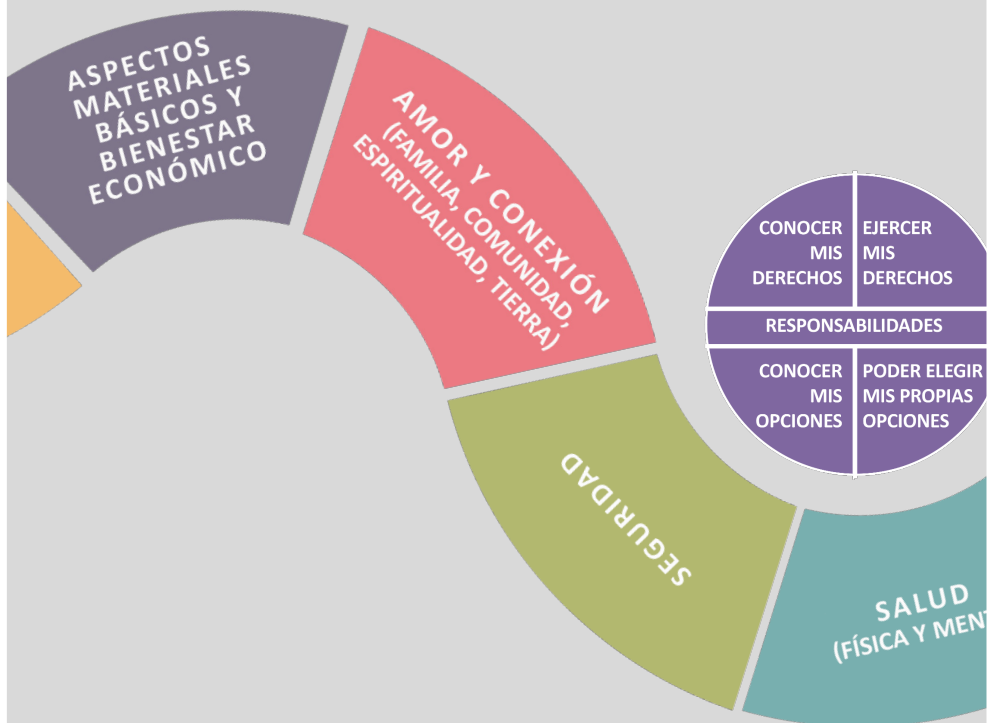 ASPECTOS
MATERIALES
BÁSICOS Y
BIENESTAR
ECONÓMICO
AMOR Y CONEXIÓN
(FAMILIA, COMUNIDAD,
ESPIRITUALIDAD, TIERRA)
CONOCER
MIS
DERECHOS
EJERCER
MIS
DERECHOS
RESPONSABILIDADES
CONOCER
MIS
OPCIONES
PODER ELEGIR
MIS PROPIAS
OPCIONES
SEGURIDAD
SALUD
(FÍSICA Y